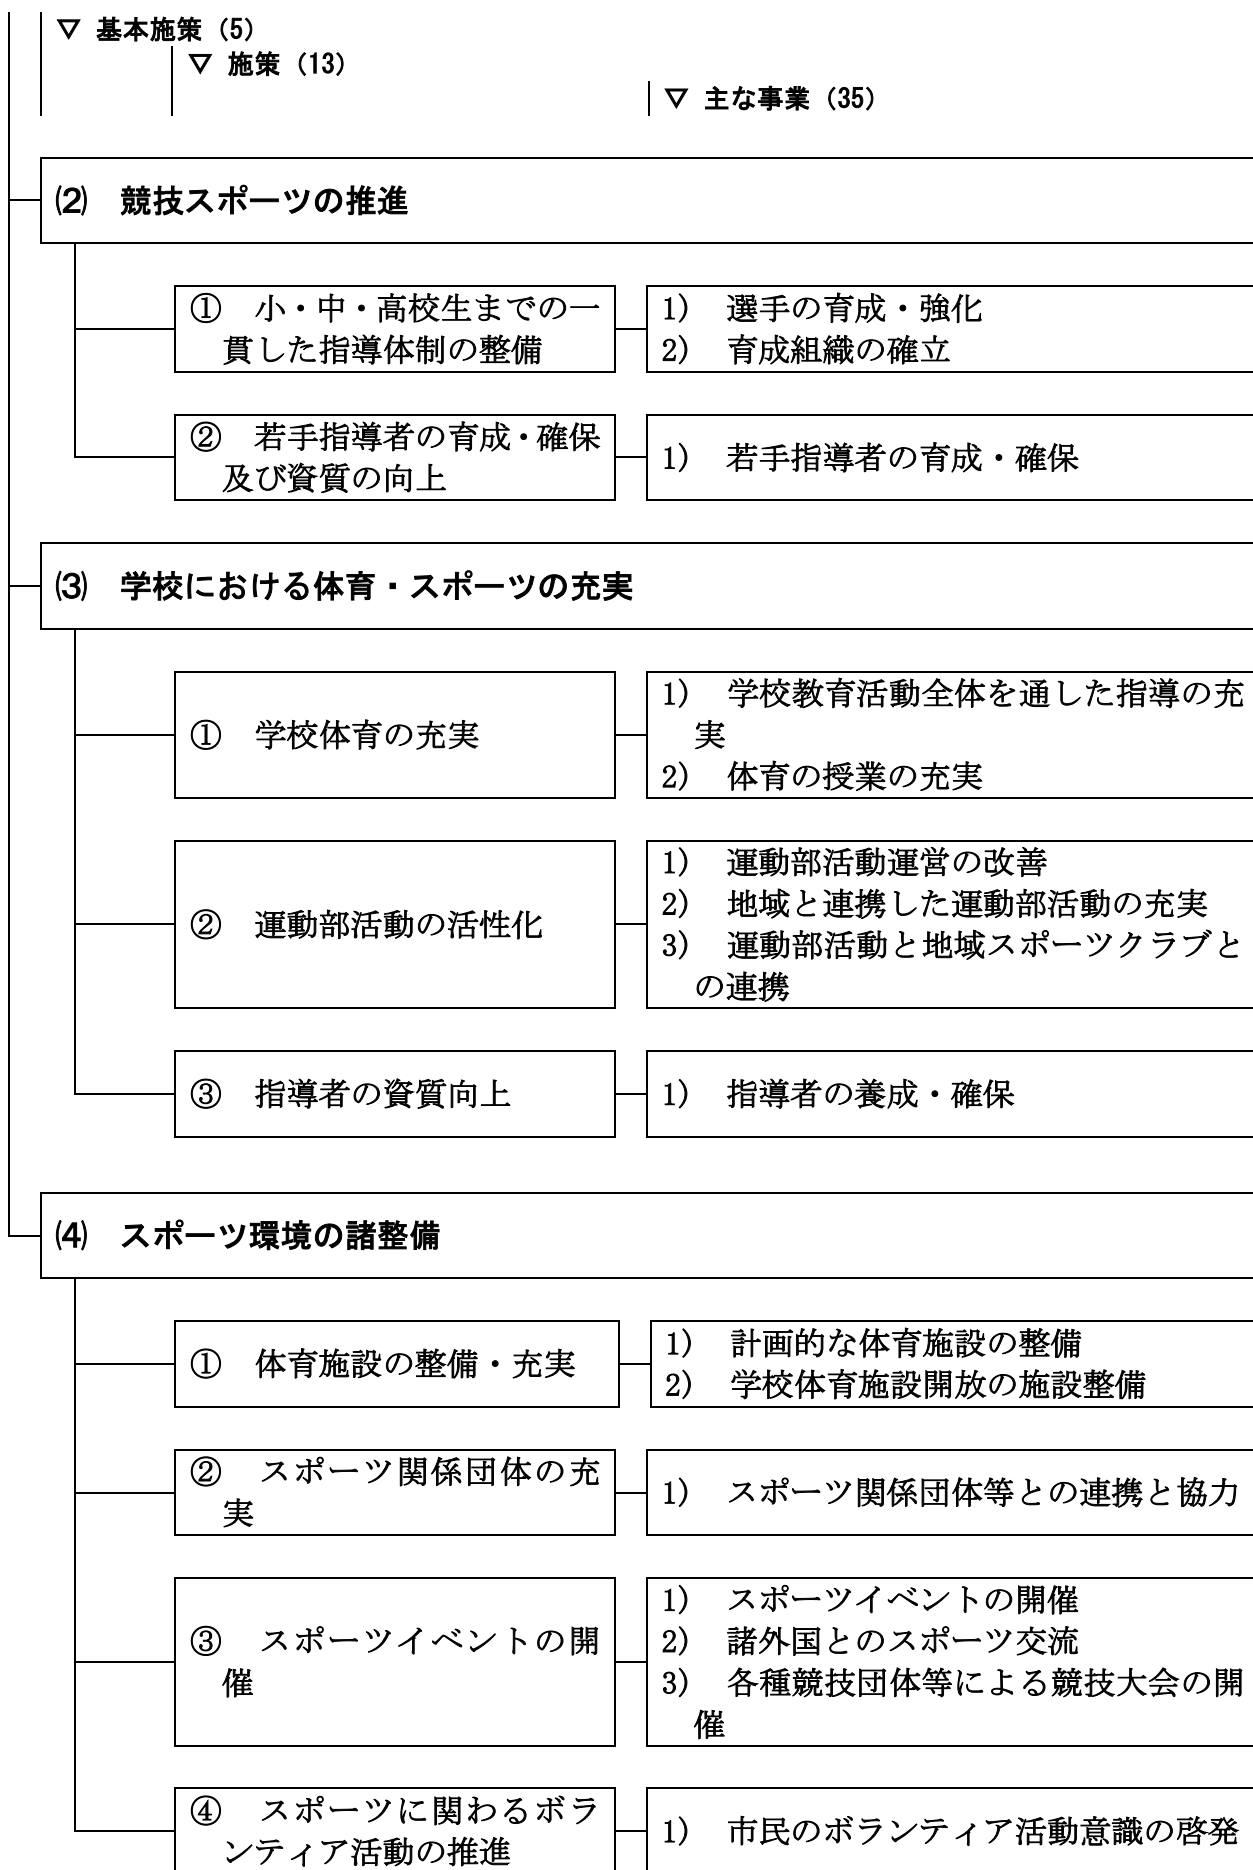 ▽ 基本施策（5）
▽ 施策（13）
▽ 主な事業（35）
⑵　競技スポーツの推進
①　小・中・高校生までの一
貫した指導体制の整備
1)　選手の育成・強化
2)　育成組織の確立
②　若手指導者の育成・確保
及び資質の向上
1)　若手指導者の育成・確保
⑶　学校における体育・スポーツの充実
①　学校体育の充実
1)　学校教育活動全体を通した指導の充
実
2)　体育の授業の充実
②　運動部活動の活性化
1)　運動部活動運営の改善
2)　地域と連携した運動部活動の充実
3)　運動部活動と地域スポーツクラブと
の連携
③　指導者の資質向上
1)　指導者の養成・確保
⑷　スポーツ環境の諸整備
①　体育施設の整備・充実
1)　計画的な体育施設の整備
2)　学校体育施設開放の施設整備
②　スポーツ関係団体の充
実
1)　スポーツ関係団体等との連携と協力
③　スポーツイベントの開
催
1)　スポーツイベントの開催
2)　諸外国とのスポーツ交流
3)　各種競技団体等による競技大会の開
催
④　スポーツに関わるボラ
ンティア活動の推進
1)　市民のボランティア活動意識の啓発